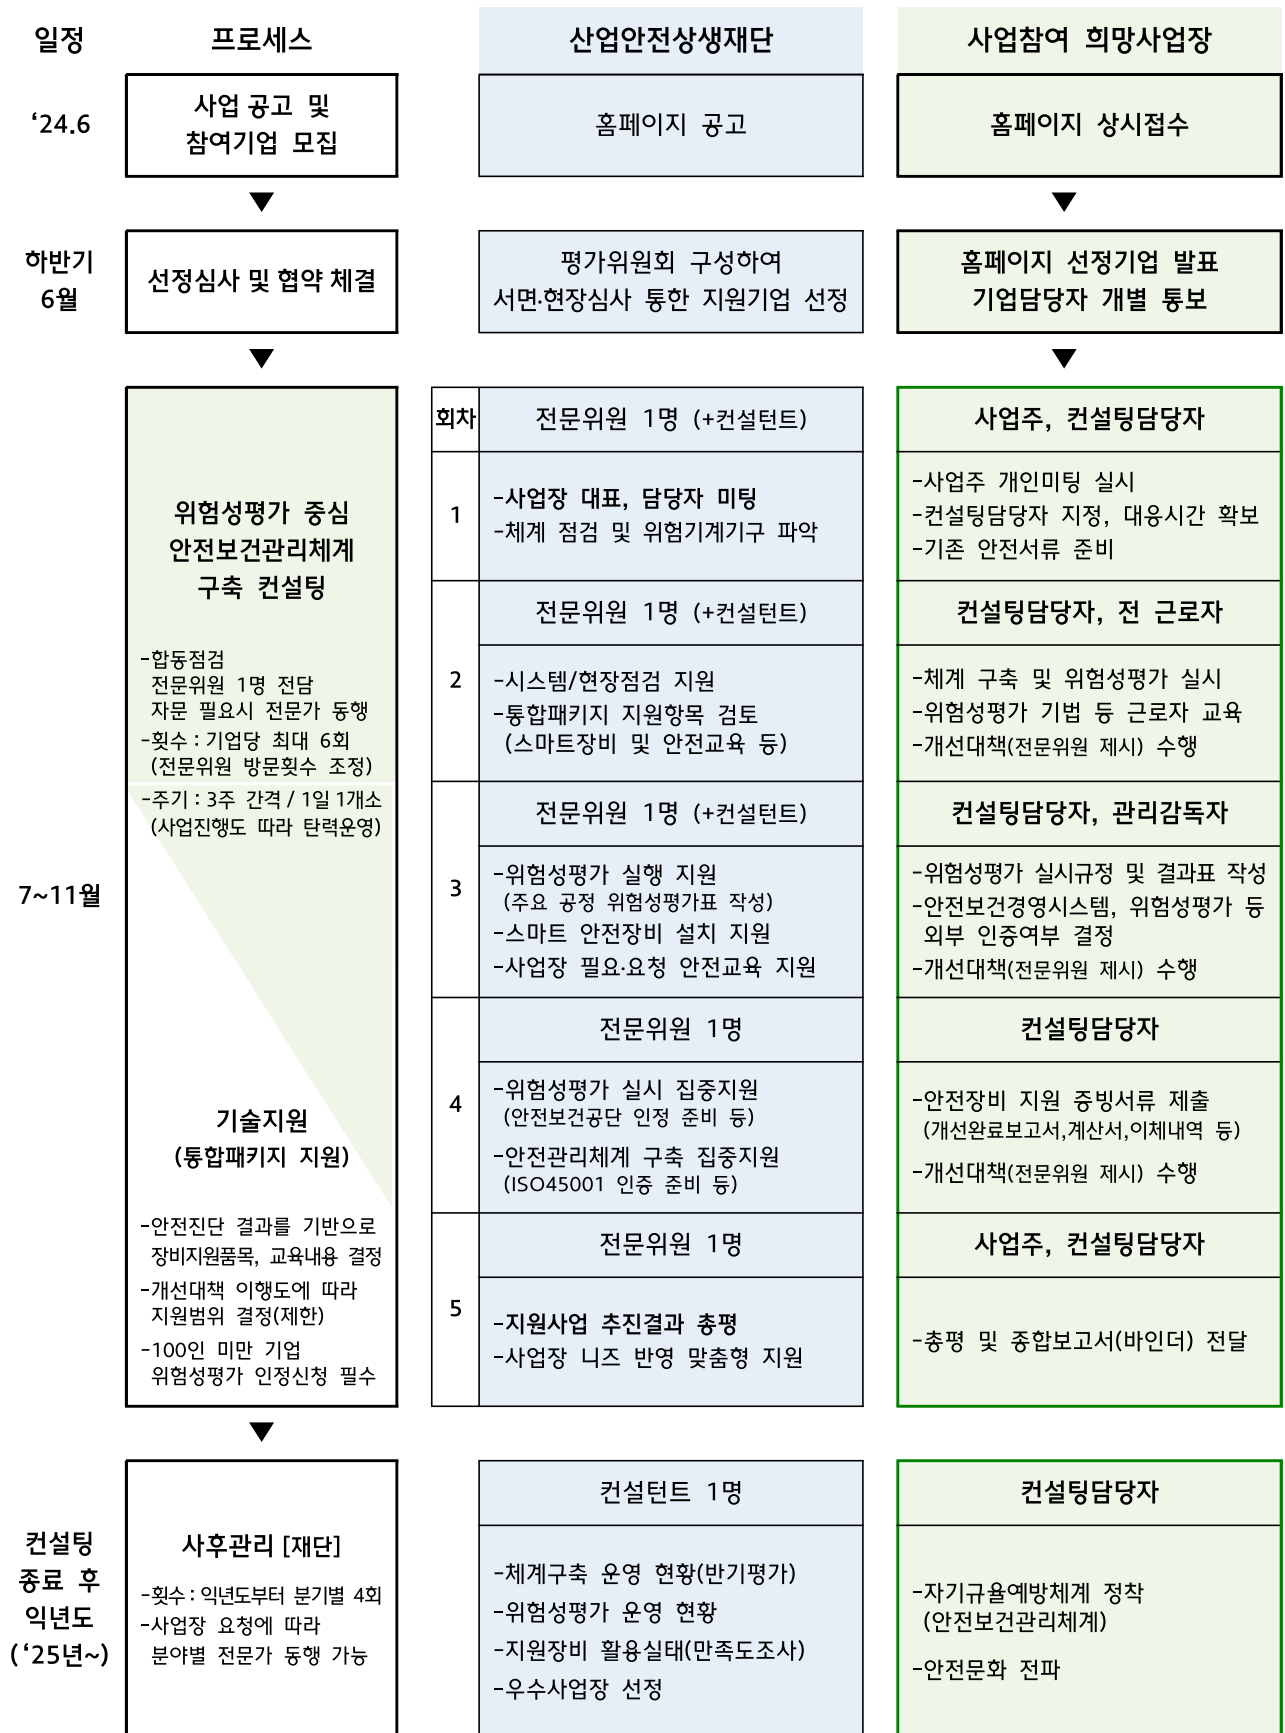 일정
프로세스
산업안전상생재단
사업참여 희망사업장
‘24.6
사업 공고 및
참여기업 모집
홈페이지 공고
홈페이지 상시접수
▼
▼
하반기
6월
선정심사 및 협약 체결
평가위원회 구성하여
서면·현장심사 통한 지원기업 선정
홈페이지 선정기업 발표
기업담당자 개별 통보
▼
▼
7~11월
위험성평가 중심
안전보건관리체계
구축 컨설팅
-합동점검
전문위원 1명 전담
자문 필요시 전문가 동행
-횟수 : 기업당 최대 6회
(전문위원 방문횟수 조정)
-주기 : 3주 간격 / 1일 1개소
(사업진행도 따라 탄력운영)
기술지원
(통합패키지 지원)
-안전진단 결과를 기반으로
장비지원품목, 교육내용 결정
-개선대책 이행도에 따라
지원범위 결정(제한)
-100인 미만 기업
위험성평가 인정신청 필수
회차
전문위원 1명 (+컨설턴트)
사업주, 컨설팅담당자
1
-사업장 대표, 담당자 미팅
-체계 점검 및 위험기계기구 파악
-사업주 개인미팅 실시
-컨설팅담당자 지정, 대응시간 확보
-기존 안전서류 준비
전문위원 1명 (+컨설턴트)
컨설팅담당자, 전 근로자
2
-시스템/현장점검 지원
-통합패키지 지원항목 검토
(스마트장비 및 안전교육 등)
-체계 구축 및 위험성평가 실시
-위험성평가 기법 등 근로자 교육
-개선대책(전문위원 제시) 수행
전문위원 1명 (+컨설턴트)
컨설팅담당자, 관리감독자
3
-위험성평가 실행 지원
(주요 공정 위험성평가표 작성)
-스마트 안전장비 설치 지원
-사업장 필요·요청 안전교육 지원
-위험성평가 실시규정 및 결과표 작성
-안전보건경영시스템, 위험성평가 등
외부 인증여부 결정
-개선대책(전문위원 제시) 수행
전문위원 1명
컨설팅담당자
4
-위험성평가 실시 집중지원
(안전보건공단 인정 준비 등)
-안전관리체계 구축 집중지원
(ISO45001 인증 준비 등)
-안전장비 지원 증빙서류 제출
(개선완료보고서,계산서,이체내역 등)
-개선대책(전문위원 제시) 수행
전문위원 1명
사업주, 컨설팅담당자
5
-지원사업 추진결과 총평
-사업장 니즈 반영 맞춤형 지원
-총평 및 종합보고서(바인더) 전달
▼
컨설팅
종료 후
익년도
(‘25년~)
사후관리 [재단]
-횟수 : 익년도부터 분기별 4회
-사업장 요청에 따라
분야별 전문가 동행 가능
컨설턴트 1명
-체계구축 운영 현황(반기평가)
-위험성평가 운영 현황
-지원장비 활용실태(만족도조사)
-우수사업장 선정
컨설팅담당자
-자기규율예방체계 정착
(안전보건관리체계)
-안전문화 전파